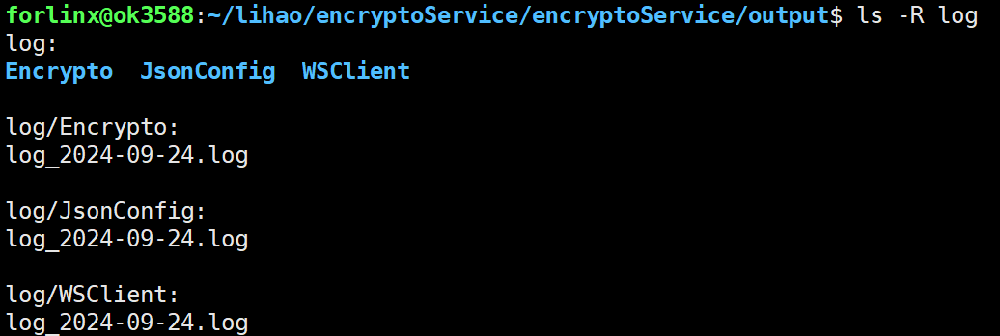 forlinx@ok3588:~/lihao/encryptoService/encryptoService/output$ ls -R log
log:
Encrypto  JsonConfig  WSClient
log/Encrypto:
log_2024-09-24.log
log/JsonConfig:
log_2024-09-24.log
log/WSClient:
log_2024-09-24.log